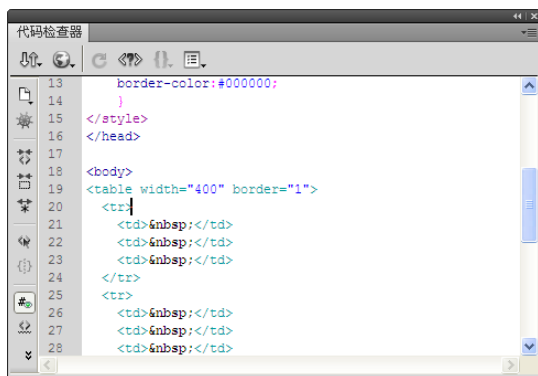 代码检查器
13 border-color:#000000;
14 }
15 </style>
16 </head>
17
18 <body>
19 <table width="400" border="1">
20 <tr>
21 <td>&nbsp;</td>
22 <td>&nbsp;</td>
23 <td>&nbsp;</td>
24 </tr>
25 <tr>
26 <td>&nbsp;</td>
27 <td>&nbsp;</td>
28 <td>&nbsp;</td>